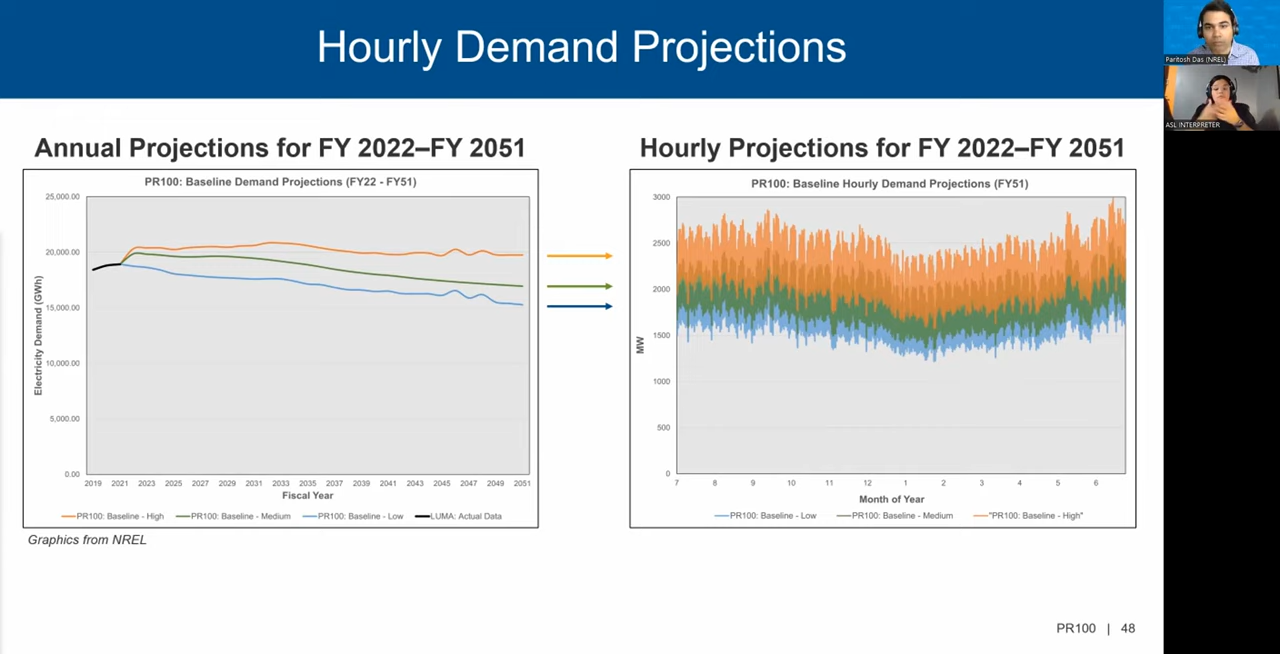 Hourly Demand Projections
Paritosh Das (NREL)
ASL INTERPRETER
Annual Projections for FY 2022–FY 2051
PR100: Baseline Demand Projections (FY22 - FY51)
25,000.00
20,000.00
15,000.00
10,000.00
5,000.00
0.00
Electricity Demand (GWh)
2019 2021 2023 2025 2027 2029 2031 2033 2035 2037 2039 2041 2043 2045 2047 2049 2051
Fiscal Year
PR100: Baseline - High PR100: Baseline - Medium PR100: Baseline - Low LUMA: Actual Data
Graphics from NREL
Hourly Projections for FY 2022–FY 2051
PR100: Baseline Hourly Demand Projections (FY51)
3000
2500
2000
1500
1000
500
0
MW
7 8 9 10 11 12 1 2 3 4 5 6
Month of Year
PR100: Baseline - Low PR100: Baseline - Medium "PR100: Baseline - High"
PR100 | 48